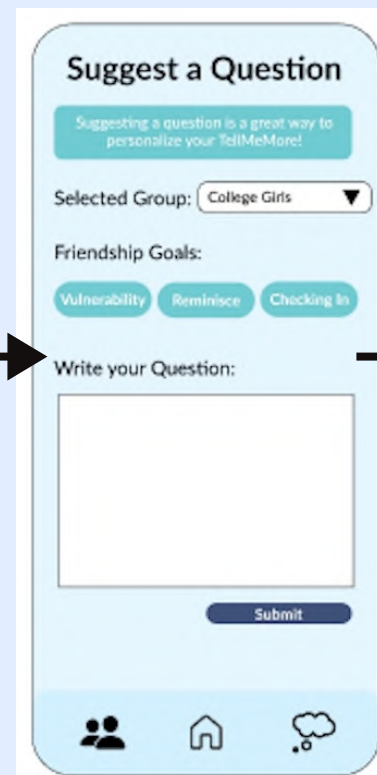 Suggest a Question
Suggesting a question is a great way to
personalize your TellMeMore!
Selected Group: College Girls
Friendship Goals:
Vulnerability Reminisce Checking In
Write your Question:
Submit